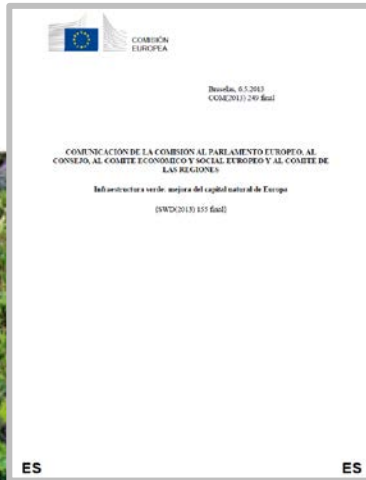 COMISIÓN
EUROPEA
Bruselas, 6.5.2013
COM(2013) 249 final
COMUNICACIÓN DE LA COMISIÓN AL PARLAMENTO EUROPEO, AL
CONSEJO, AL COMITÉ ECONÓMICO Y SOCIAL EUROPEO Y AL COMITÉ DE
LAS REGIONES
Infraestructura verde: mejora del capital natural de Europa
{SWD(2013) 155 final}
ES
ES